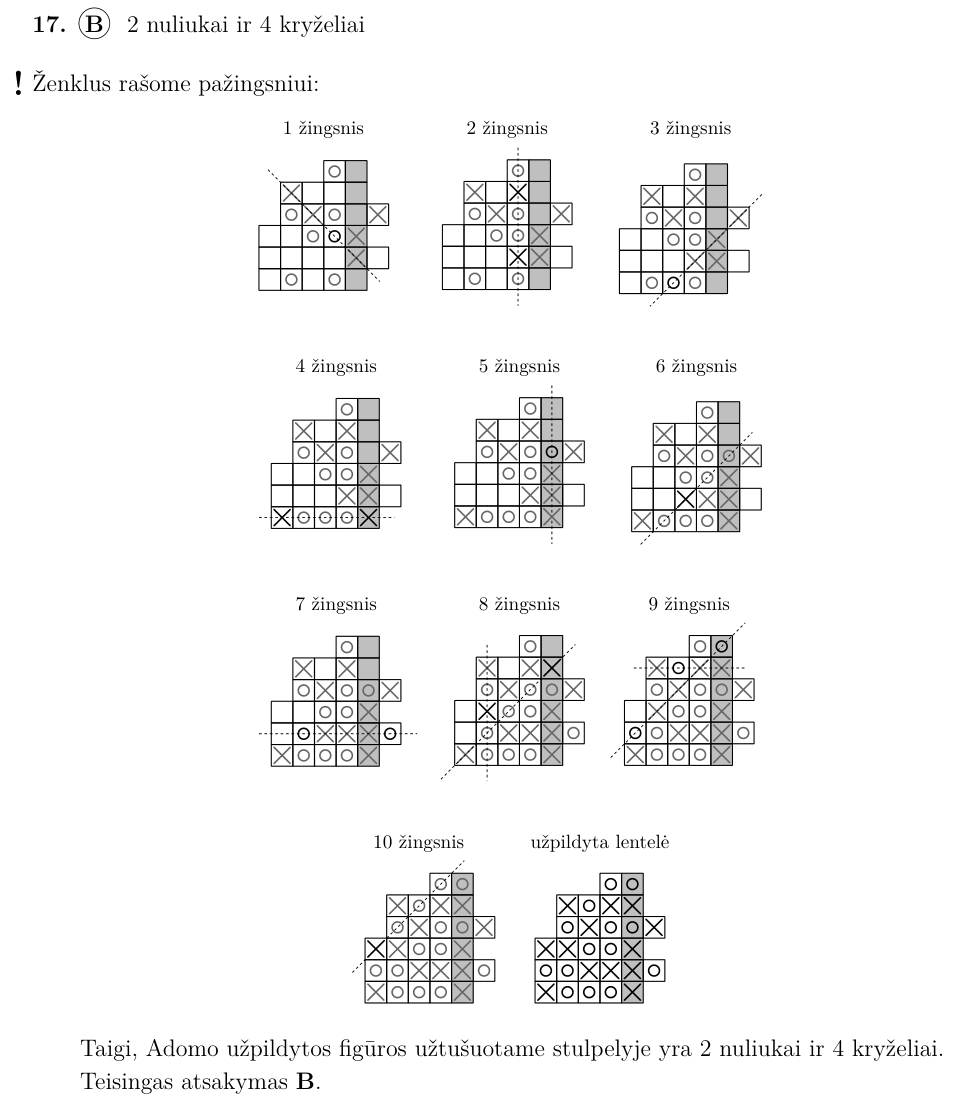 17. B 2 nuliukai ir 4 kryželiai
! Ženklus rašome pažingsniui:
1 žingsnis 2 žingsnis 3 žingsnis
4 žingsnis 5 žingsnis 6 žingsnis
7 žingsnis 8 žingsnis 9 žingsnis
10 žingsnis užpildyta lentelė
Taigi, Adomo užpildytos figūros užtušuotame stulpelyje yra 2 nuliukai ir 4 kryželiai.
Teisingas atsakymas B.